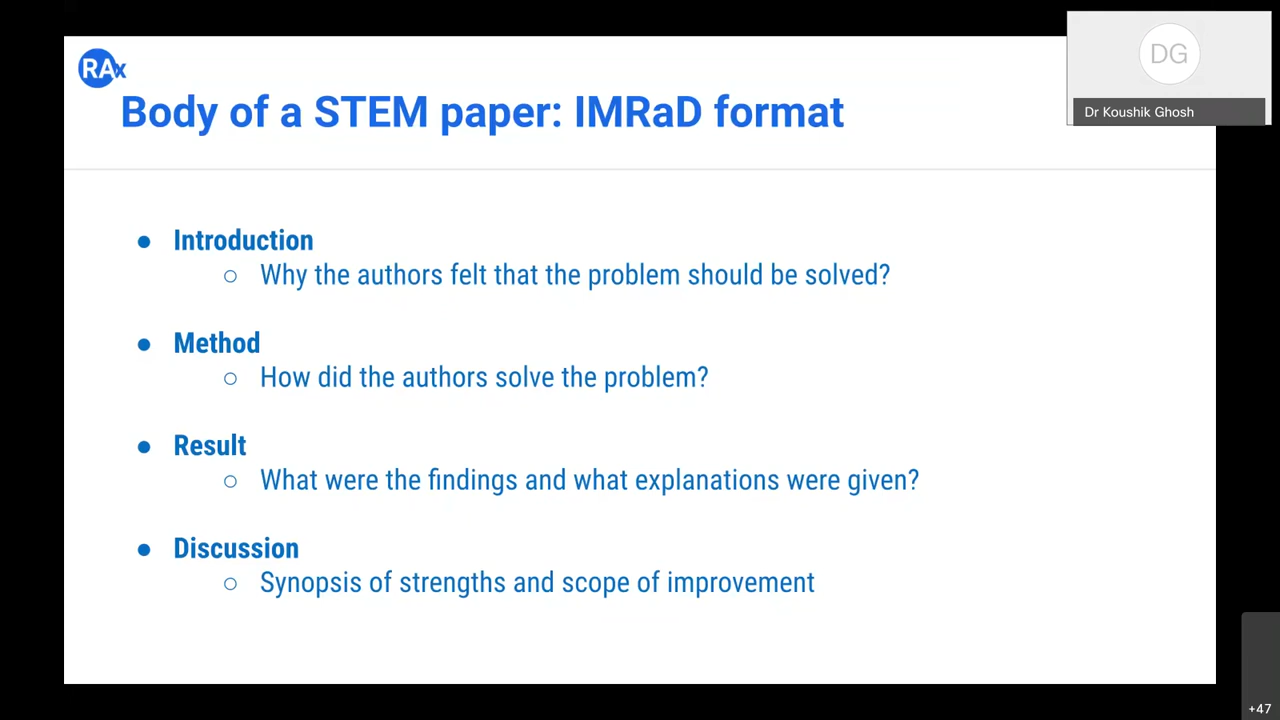 RAx
DG
Dr Koushik Ghosh
Body of a STEM paper: IMRaD format
● Introduction
○ Why the authors felt that the problem should be solved?
● Method
○ How did the authors solve the problem?
● Result
○ What were the findings and what explanations were given?
● Discussion
○ Synopsis of strengths and scope of improvement
+47